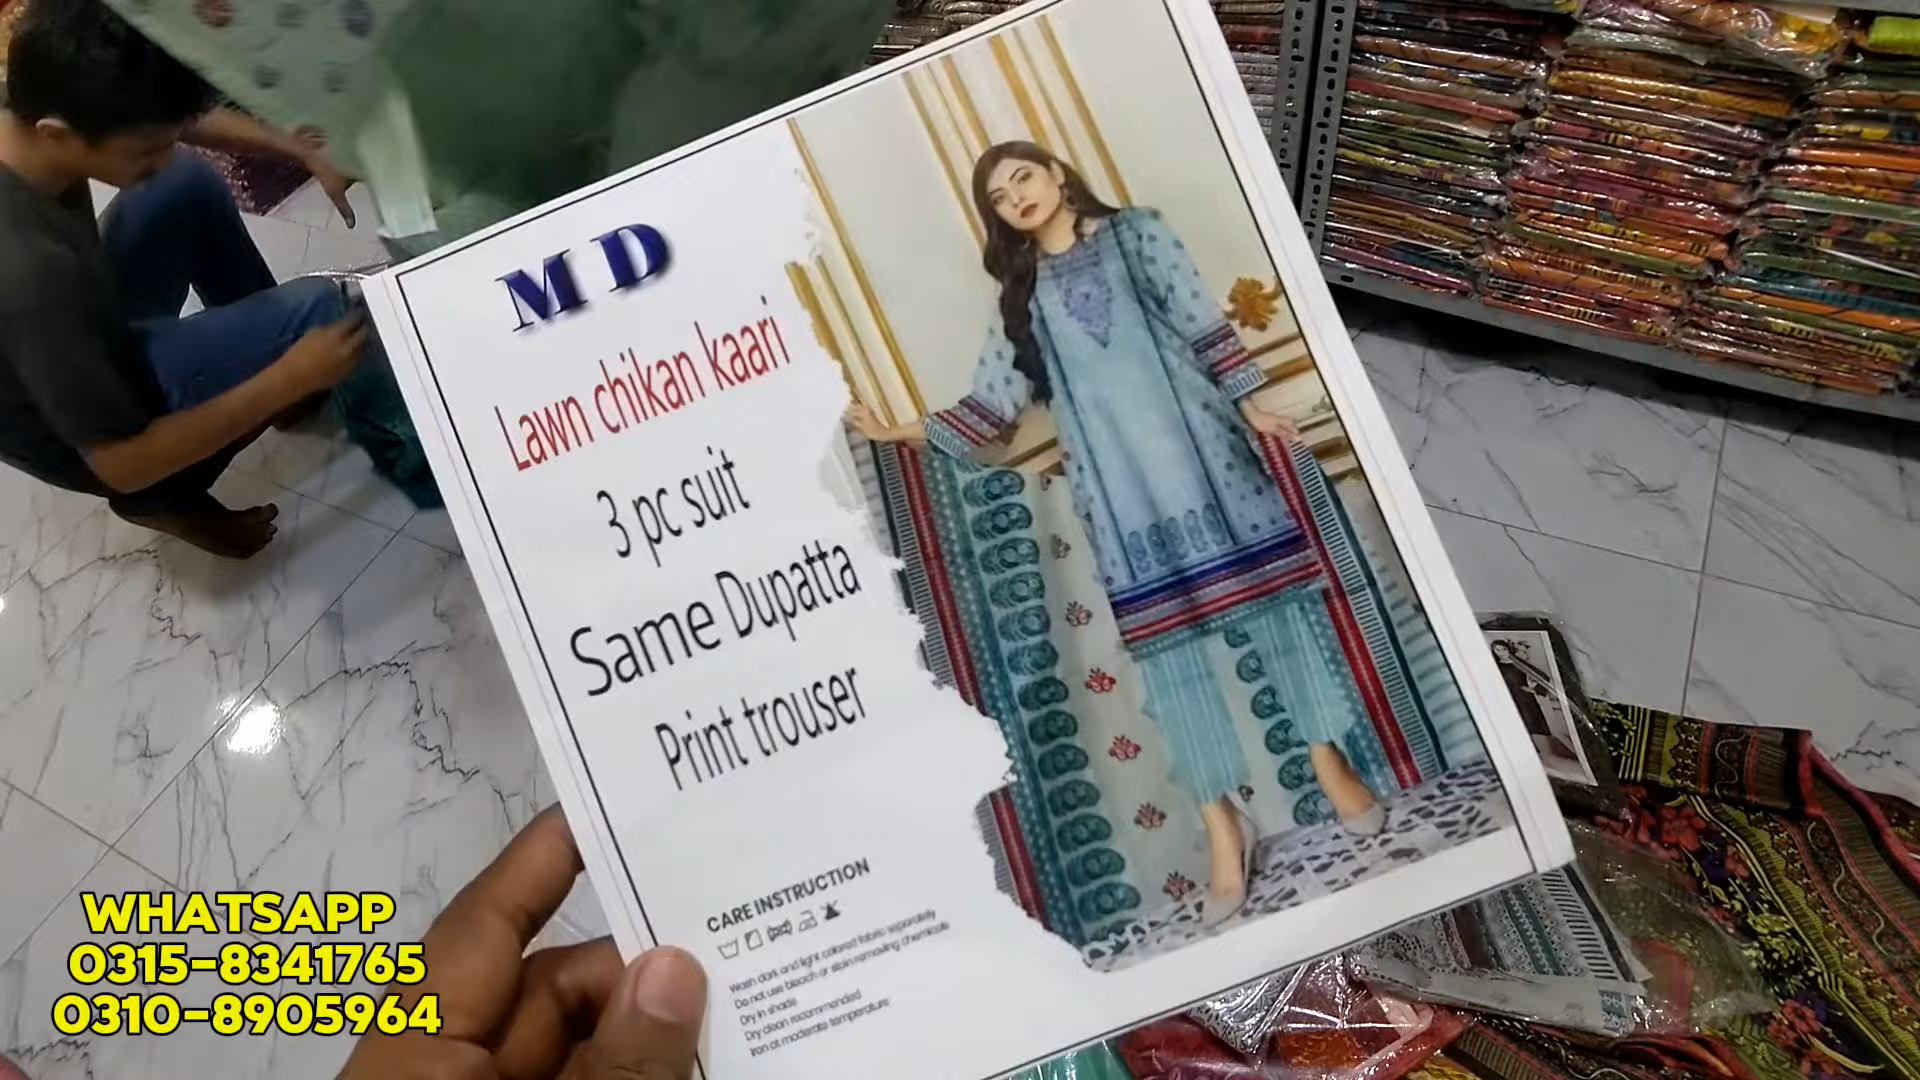 M D
Lawn chikan kaari
3 pc suit
Same Dupatta
Print trouser
CARE INSTRUCTION
Wash dark and light colored fabric separately
Do not use bleach or stain removing chemicals
Dry in shade
Dry clean recommended
Iron at moderate temperature
WHATSAPP
0315-8341765
0310-8905964